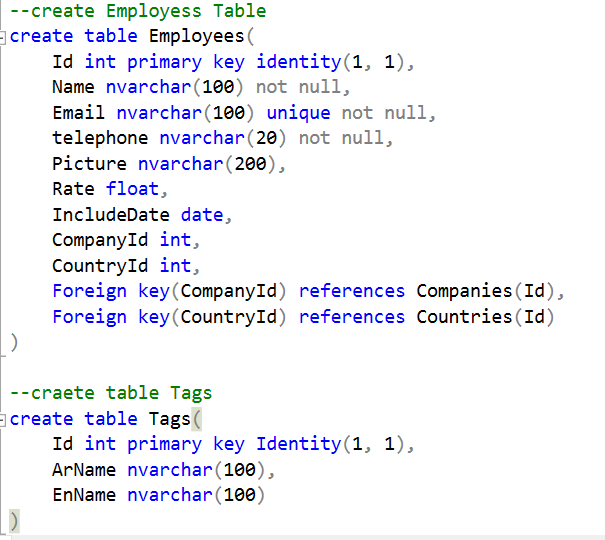 --create Employess Table
create table Employees(
Id int primary key identity(1, 1),
Name nvarchar(100) not null,
Email nvarchar(100) unique not null,
telephone nvarchar(20) not null,
Picture nvarchar(200),
Rate float,
IncludeDate date,
CompanyId int,
CountryId int,
Foreign key(CompanyId) references Companies(Id),
Foreign key(CountryId) references Countries(Id)
)
--craete table Tags
create table Tags(
Id int primary key Identity(1, 1),
ArName nvarchar(100),
EnName nvarchar(100)
)